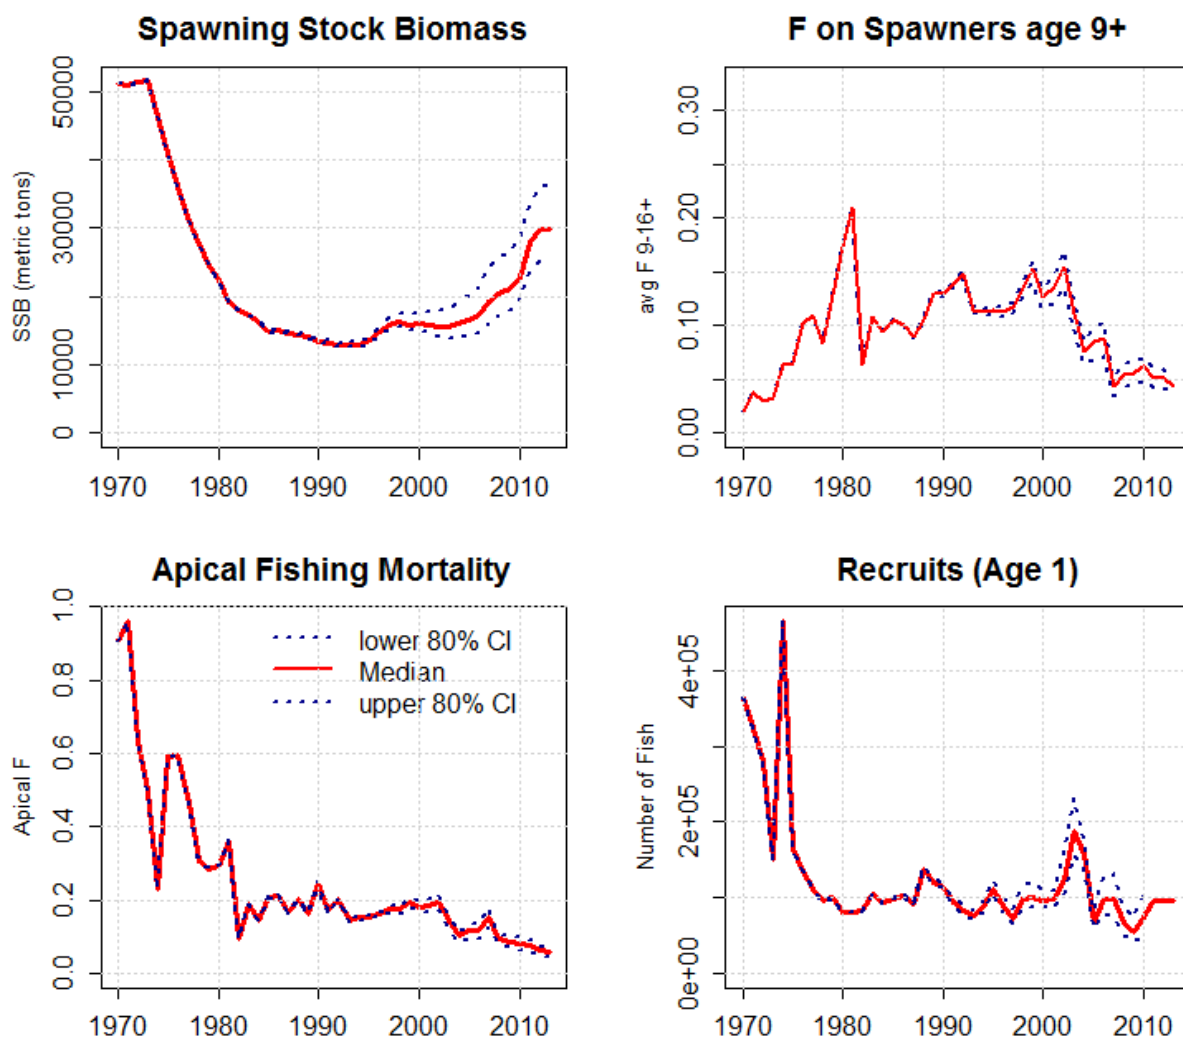 Spawning Stock Biomass
SSB (metric tons)
50000
30000
10000
0
1970 1980 1990 2000 2010
F on Spawners age 9+
avg F 9-16+
0.30
0.20
0.10
0.00
1970 1980 1990 2000 2010
Apical Fishing Mortality
Apical F
1.0
0.8
0.6
0.4
0.2
0.0
lower 80% CI
Median
upper 80% CI
1970 1980 1990 2000 2010
Recruits (Age 1)
Number of Fish
4e+05
2e+05
0e+00
1970 1980 1990 2000 2010